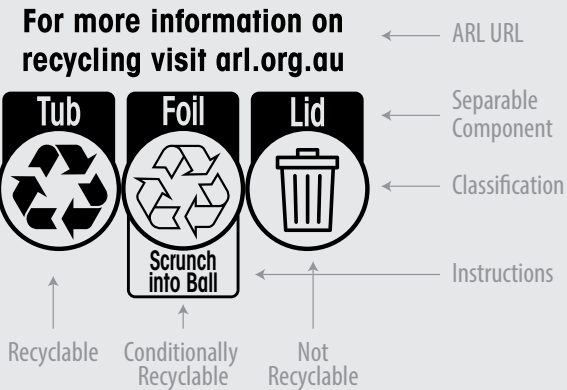 For more information on
recycling visit arl.org.au
ARL URL
Tub
Foil
Lid
Separable
Component
Classification
Scrunch
into Ball
Instructions
Recyclable
Conditionally
Recyclable
Not
Recyclable